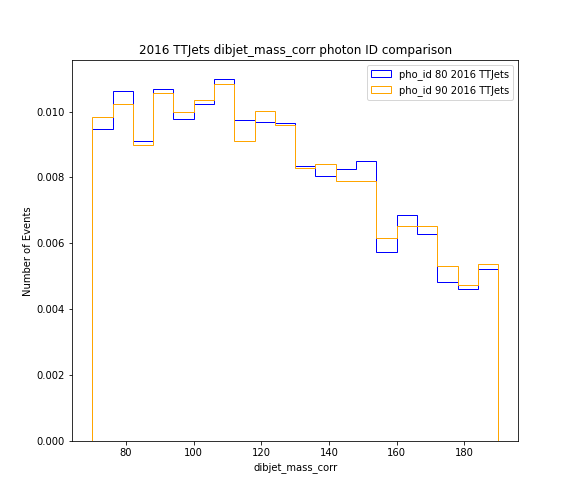 2016 TTJets dibjet_mass_corr photon ID comparison
pho_id 80 2016 TTJets
pho_id 90 2016 TTJets
Number of Events
0.010
0.008
0.006
0.004
0.002
0.000
80 100 120 140 160 180
dibjet_mass_corr